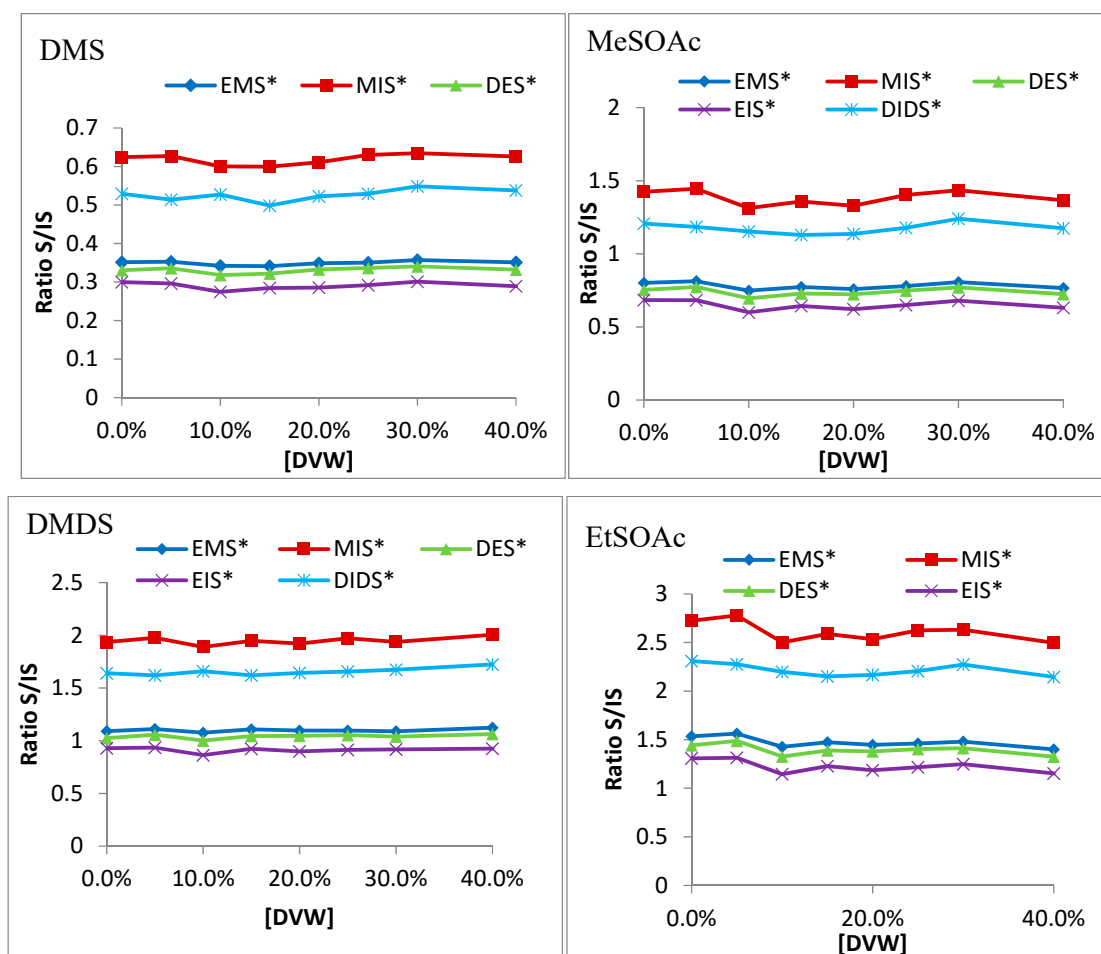 DMS
EMS* MIS* DES*
Ratio S/IS
0.7
0.6
0.5
0.4
0.3
0.2
0.1
0
0.0% 10.0% 20.0% 30.0% 40.0%
[DVW]
MeSOAc
EMS* MIS* DES*
EIS* DIDS*
Ratio S/IS
2
1.5
1
0.5
0
0.0% 10.0% 20.0% 30.0% 40.0%
[DVW]
DMDS
EMS* MIS* DES*
EIS* DIDS*
Ratio S/IS
2.5
2
1.5
1
0.5
0
0.0% 10.0% 20.0% 30.0% 40.0%
[DVW]
EtSOAc
EMS* MIS*
DES* EIS*
Ratio S/IS
3
2.5
2
1.5
1
0.5
0
0.0% 20.0% 40.0%
[DVW]